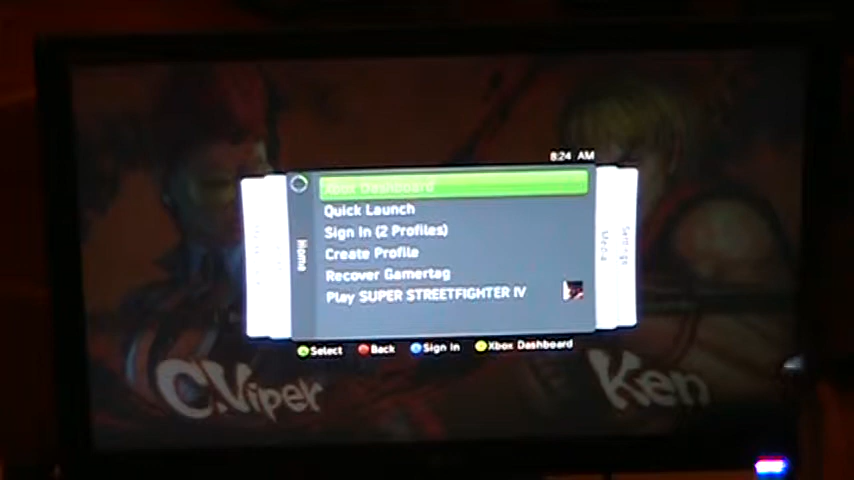 8:24 AM
Xbox Dashboard
Quick Launch
Sign In (2 Profiles)
Create Profile
Recover Gamertag
Play SUPER STREETFIGHTER IV
Home
Media
Settings
Select Back Sign In Xbox Dashboard
C.Viper
Ken